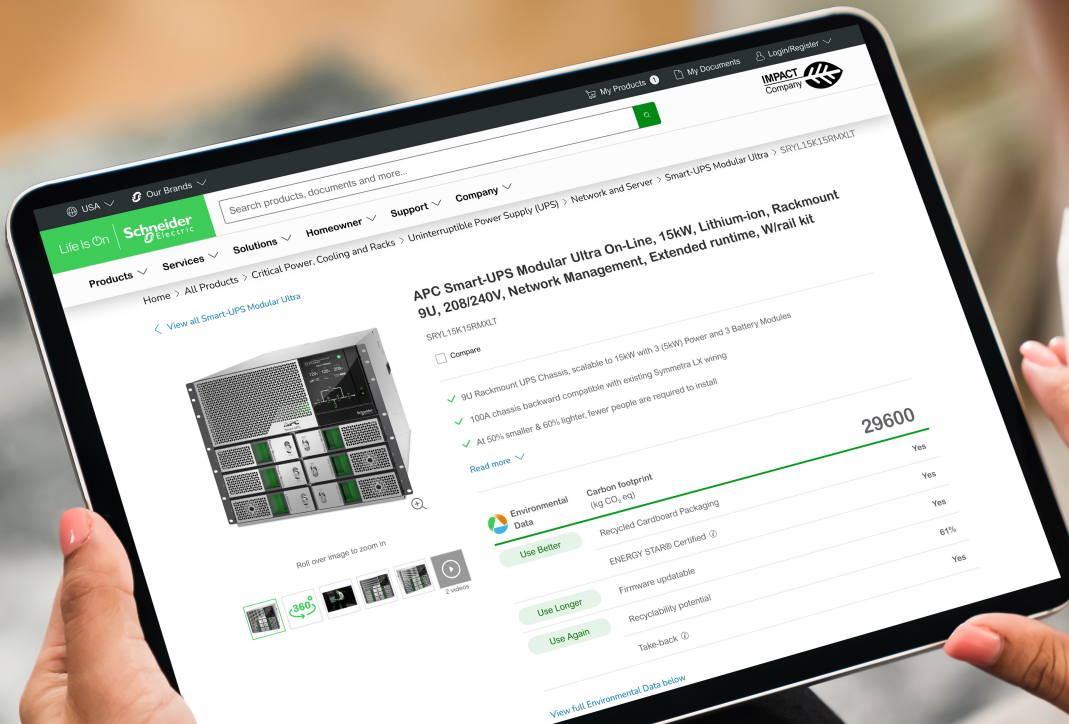 USA
Our Brands
My Products 1
My Documents
Login/Register
Life Is On
Schneider
Electric
Search products, documents and more...
IMPACT
Company
Products
Services
Solutions
Homeowner
Support
Company
Home > All Products > Critical Power, Cooling and Racks > Uninterruptible Power Supply (UPS) > Network and Server > Smart-UPS Modular Ultra > SRYL15K15RMXLT
View all Smart-UPS Modular Ultra
APC Smart-UPS Modular Ultra On-Line, 15kW, Lithium-ion, Rackmount
9U, 208/240V, Network Management, Extended runtime, W/rail kit
SRYL15K15RMXLT
Compare
9U Rackmount UPS Chassis, scalable to 15kW with 3 (5kW) Power and 3 Battery Modules
100A chassis backward compatible with existing Symmetra LX wiring
At 50% smaller & 60% lighter, fewer people are required to install
Read more
APC
Roll over image to zoom in
360°
2 videos
Environmental
Data
Carbon footprint
(kg CO₂ eq)
29600
Use Better
Recycled Cardboard Packaging
Yes
ENERGY STAR® Certified
Yes
Use Longer
Firmware updatable
Yes
Use Again
Recyclability potential
61%
Take-back
Yes
View full Environmental Data below